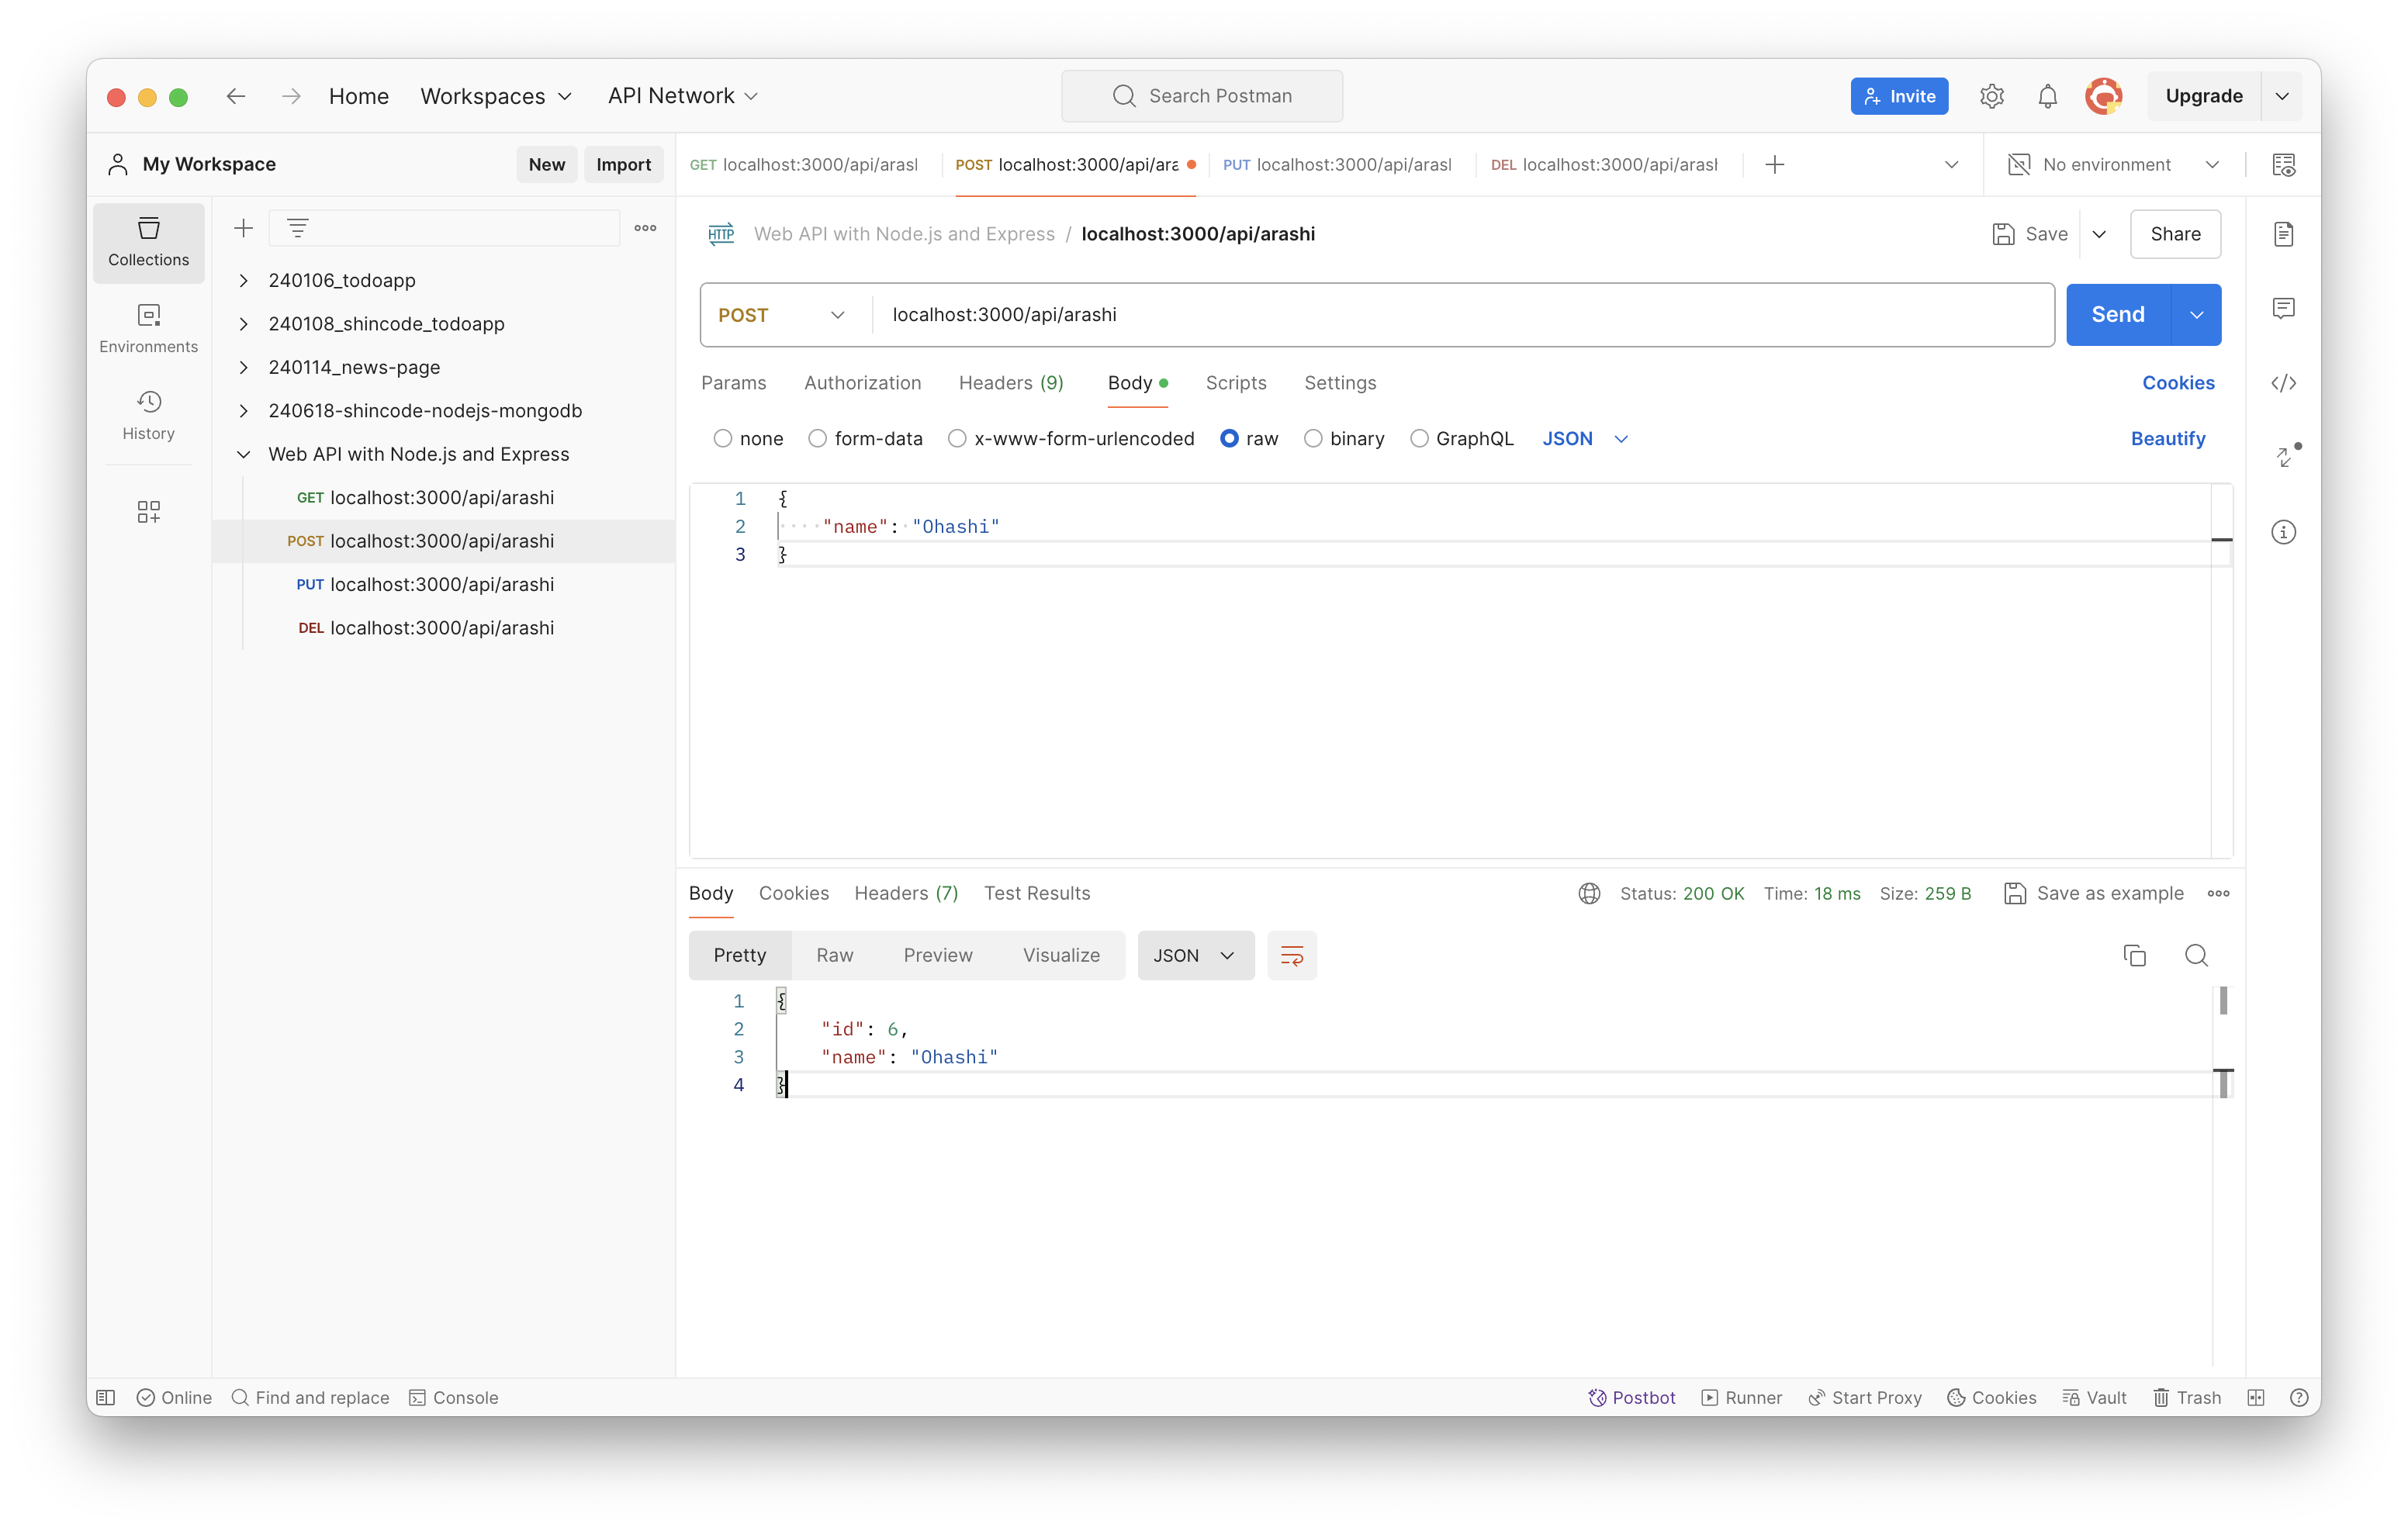 Home Workspaces API Network Search Postman Invite Upgrade
My Workspace New Import
GET localhost:3000/api/arasl POST localhost:3000/api/ara PUT localhost:3000/api/arasl DEL localhost:3000/api/arasl No environment
Collections
Environments
History
240106_todoapp
240108_shincode_todoapp
240114_news-page
240618-shincode-nodejs-mongodb
Web API with Node.js and Express
GET localhost:3000/api/arashi
POST localhost:3000/api/arashi
PUT localhost:3000/api/arashi
DEL localhost:3000/api/arashi
HTTP Web API with Node.js and Express / localhost:3000/api/arashi Save Share
POST localhost:3000/api/arashi Send
Params Authorization Headers (9) Body Scripts Settings Cookies
none form-data x-www-form-urlencoded raw binary GraphQL JSON Beautify
1 {
2 "name": "Ohashi"
3 }
Body Cookies Headers (7) Test Results Status: 200 OK Time: 18 ms Size: 259 B Save as example
Pretty Raw Preview Visualize JSON
1 {
2 "id": 6,
3 "name": "Ohashi"
4 }
Online Find and replace Console Postbot Runner Start Proxy Cookies Vault Trash